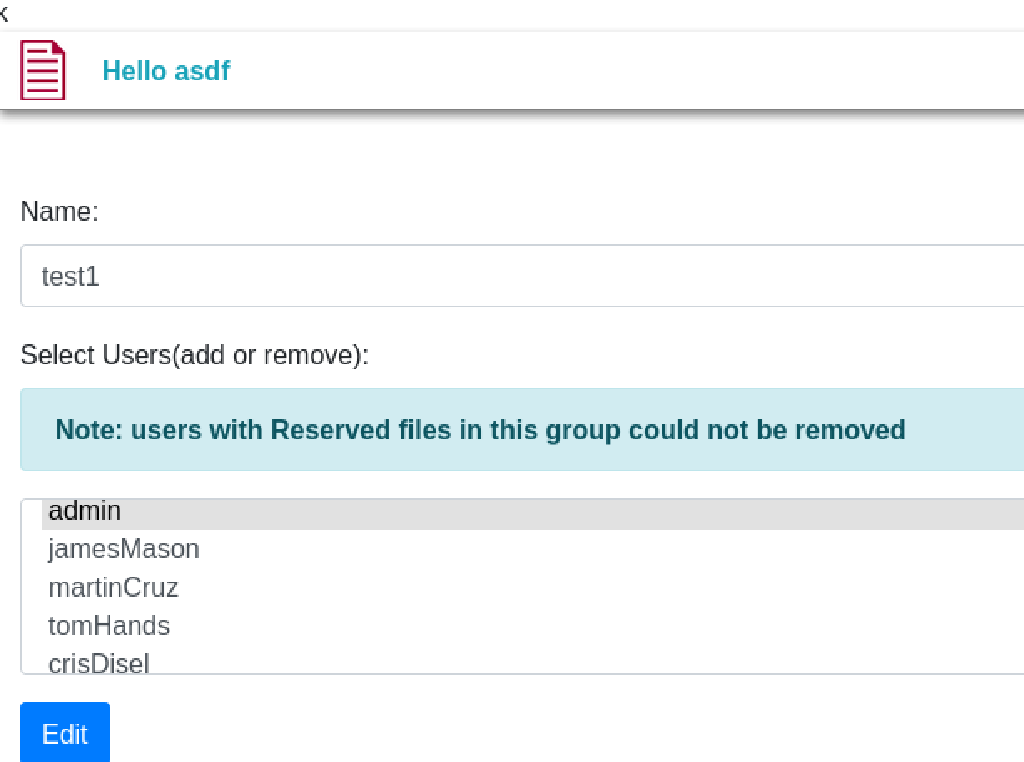 x
Hello asdf
Name:
test1
Select Users(add or remove):
Note: users with Reserved files in this group could not be removed
admin
jamesMason
martinCruz
tomHands
crisDisel
Edit